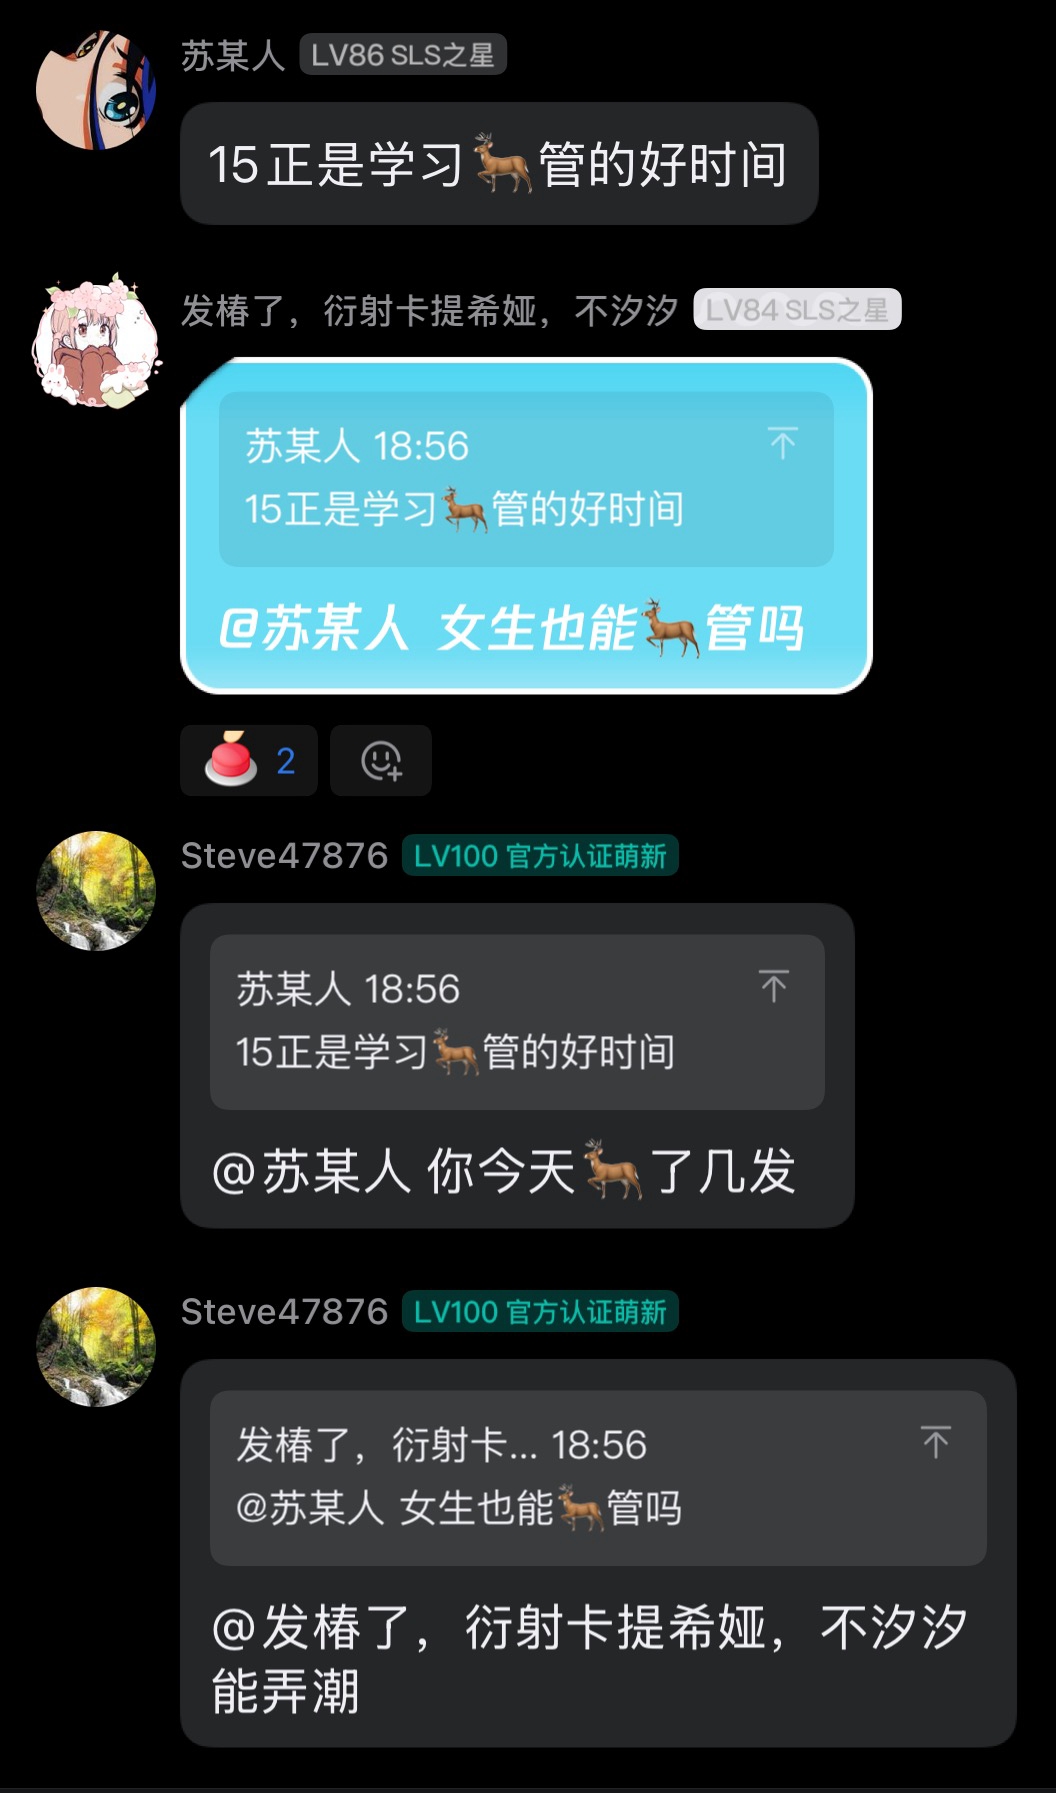 苏某人 LV86 SLS之星
15正是学习🦌管的好时间
发椿了，衍射卡提希娅，不汐汐 LV84 SLS之星
苏某人 18:56
15正是学习🦌管的好时间
@苏某人 女生也能🦌管吗
2
Steve47876 LV100 官方认证萌新
苏某人 18:56
15正是学习🦌管的好时间
@苏某人 你今天🦌了几发
Steve47876 LV100 官方认证萌新
发椿了，衍射卡... 18:56
@苏某人 女生也能🦌管吗
@发椿了，衍射卡提希娅，不汐汐
能弄潮